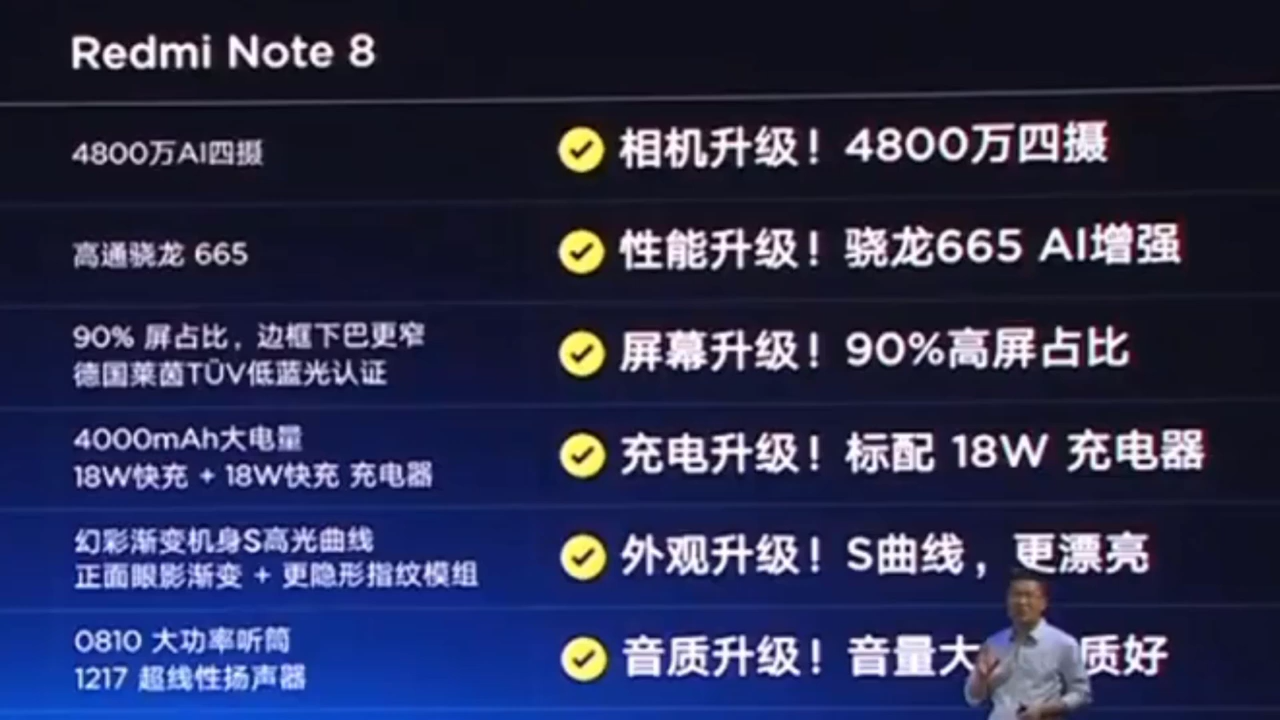 Redmi Note 8
4800万AI四摄
相机升级！4800万四摄
高通骁龙 665
性能升级！骁龙665 AI增强
90% 屏占比，边框下巴更窄
德国莱茵TÜV低蓝光认证
屏幕升级！90%高屏占比
4000mAh大电量
18W快充 + 18W快充 充电器
充电升级！标配 18W 充电器
幻彩渐变机身S高光曲线
正面眼影渐变 + 更隐形指纹模组
外观升级！S曲线，更漂亮
0810 大功率听筒
1217 超线性扬声器
音质升级！音量大 质好